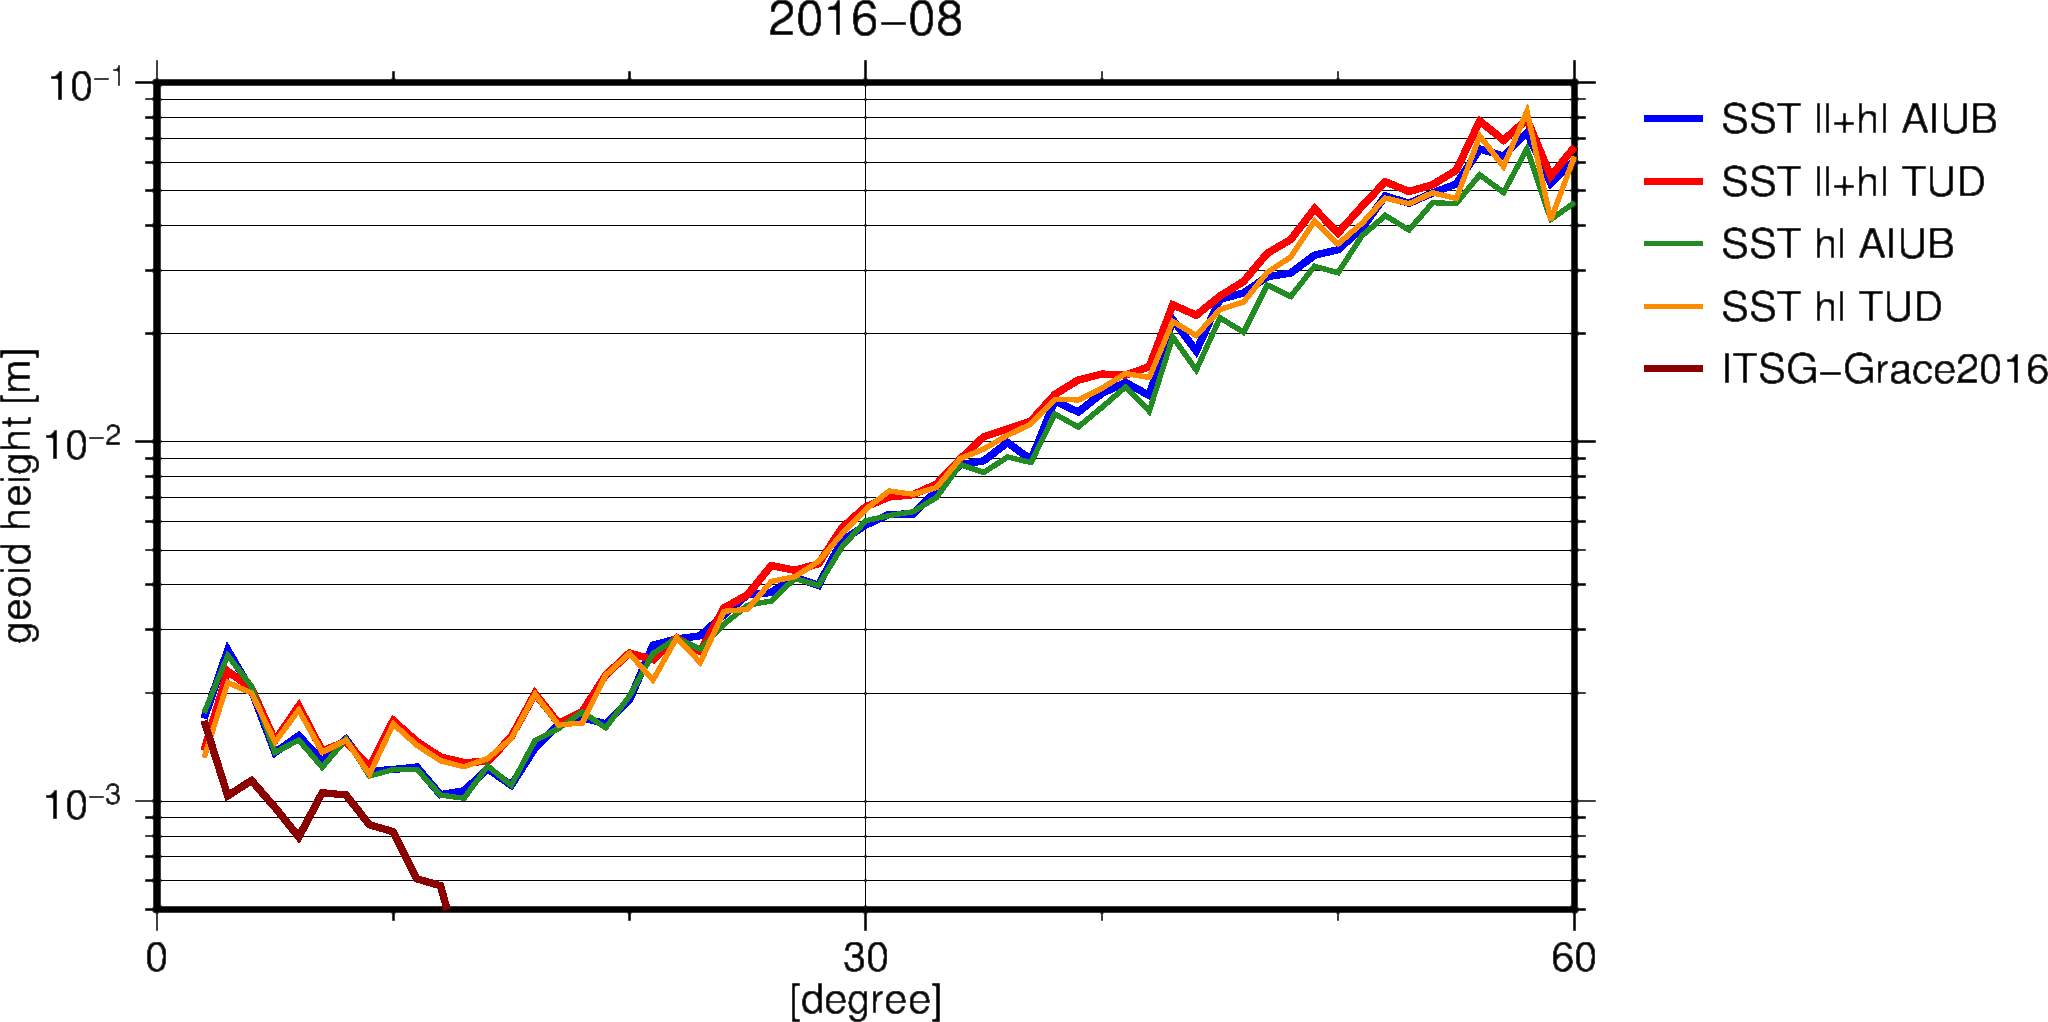 2016−08
10−1
10−2
10−3
geoid height [m]
0
30
60
[degree]
SST ll+hl AIUB
SST ll+hl TUD
SST hl AIUB
SST hl TUD
ITSG−Grace2016